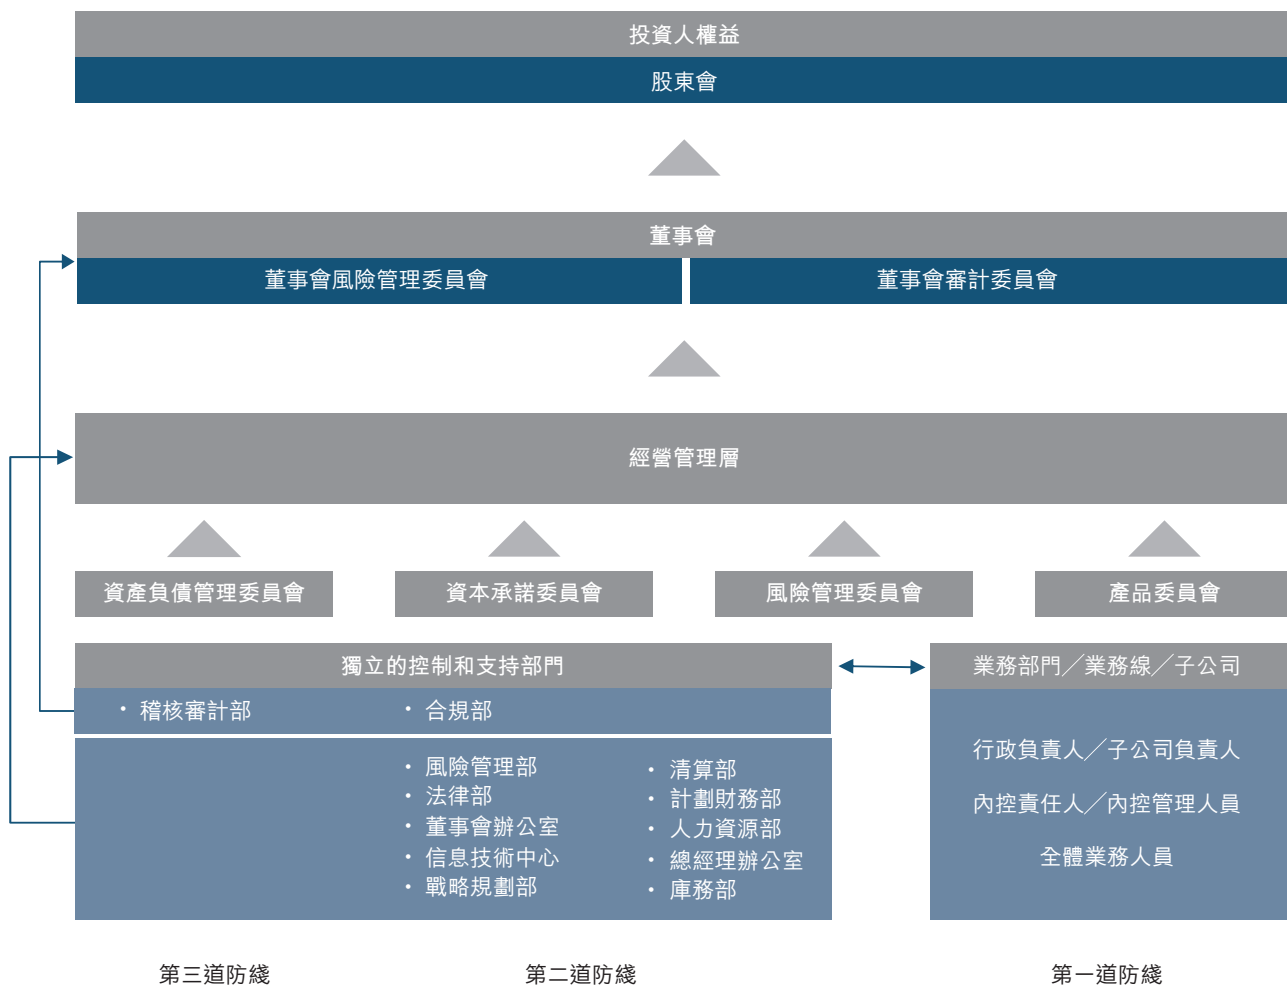 投資人權益
股東會
董事會
董事會風險管理委員會
董事會審計委員會
經營管理層
資產負債管理委員會
資本承諾委員會
風險管理委員會
產品委員會
獨立的控制和支持部門
業務部門／業務線／子公司
• 稽核審計部
• 合規部
• 風險管理部
• 法律部
• 董事會辦公室
• 信息技術中心
• 戰略規劃部
• 清算部
• 計劃財務部
• 人力資源部
• 總經理辦公室
• 庫務部
行政負責人／子公司負責人
內控責任人／內控管理人員
全體業務人員
第三道防綫
第二道防綫
第一道防綫